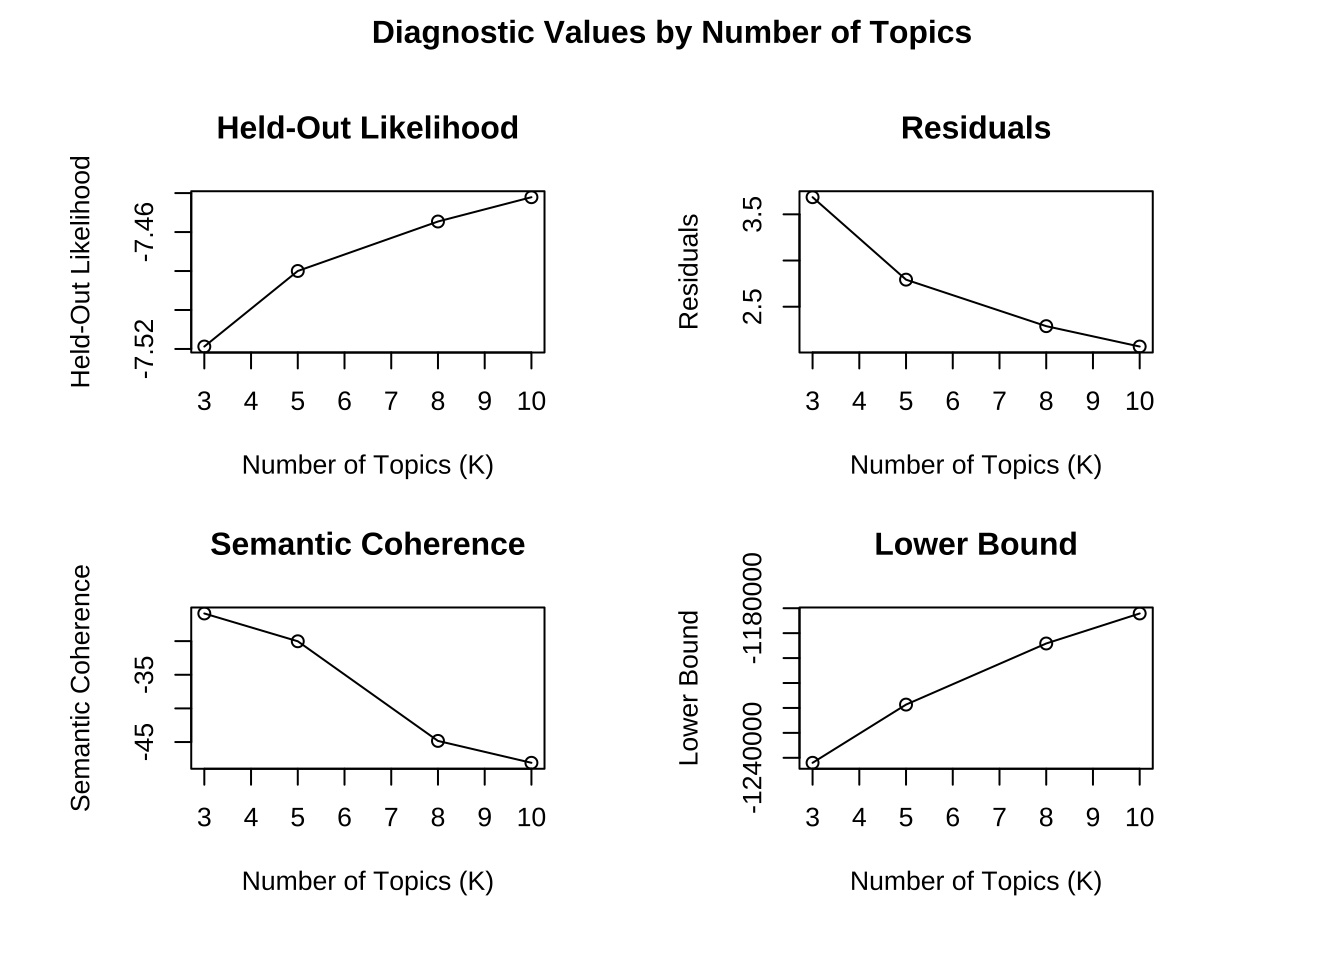 Diagnostic Values by Number of Topics
Held-Out Likelihood
Held-Out Likelihood
-7.52 -7.46
3 4 5 6 7 8 9 10
Number of Topics (K)
Residuals
Residuals
2.5 3.5
3 4 5 6 7 8 9 10
Number of Topics (K)
Semantic Coherence
Semantic Coherence
-45 -35
3 4 5 6 7 8 9 10
Number of Topics (K)
Lower Bound
Lower Bound
-1240000 -1180000
3 4 5 6 7 8 9 10
Number of Topics (K)